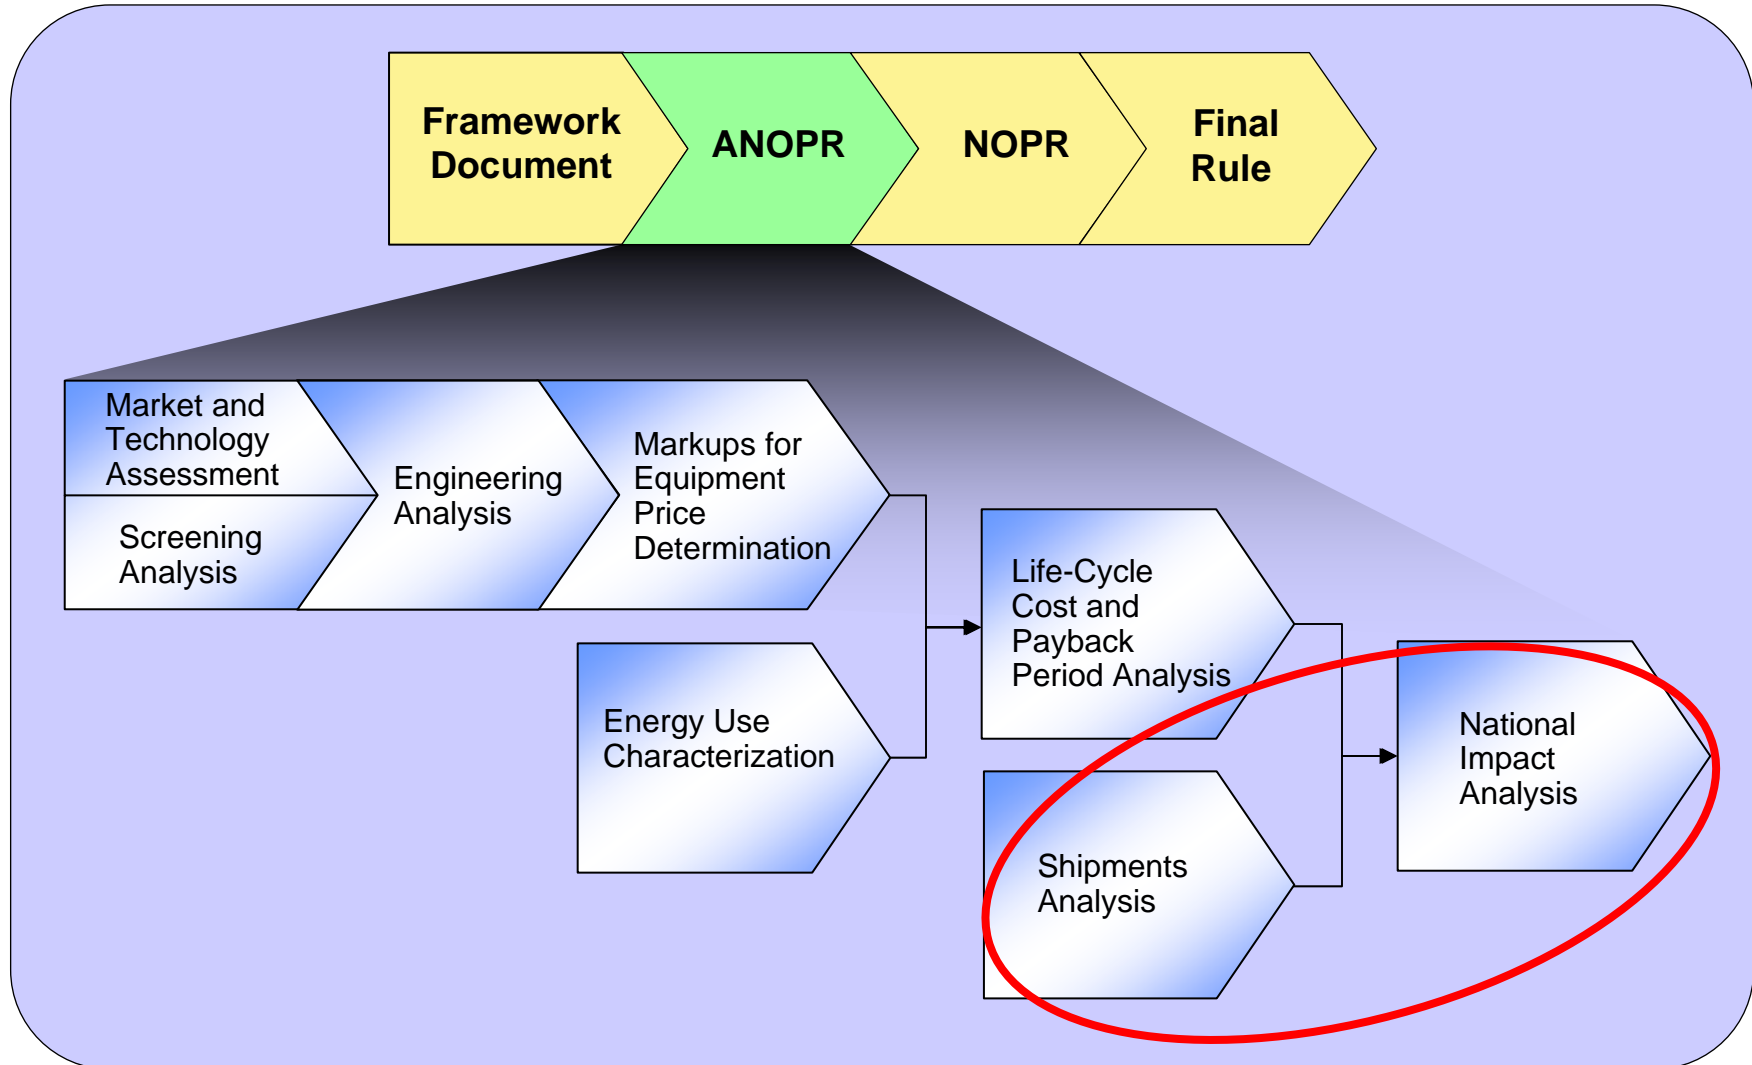 Framework
Document
ANOPR
NOPR
Final
Rule
Market and
Technology
Assessment
Screening
Analysis
Engineering
Analysis
Markups for
Equipment
Price
Determination
Energy Use
Characterization
Life-Cycle
Cost and
Payback
Period Analysis
Shipments
Analysis
National
Impact
Analysis